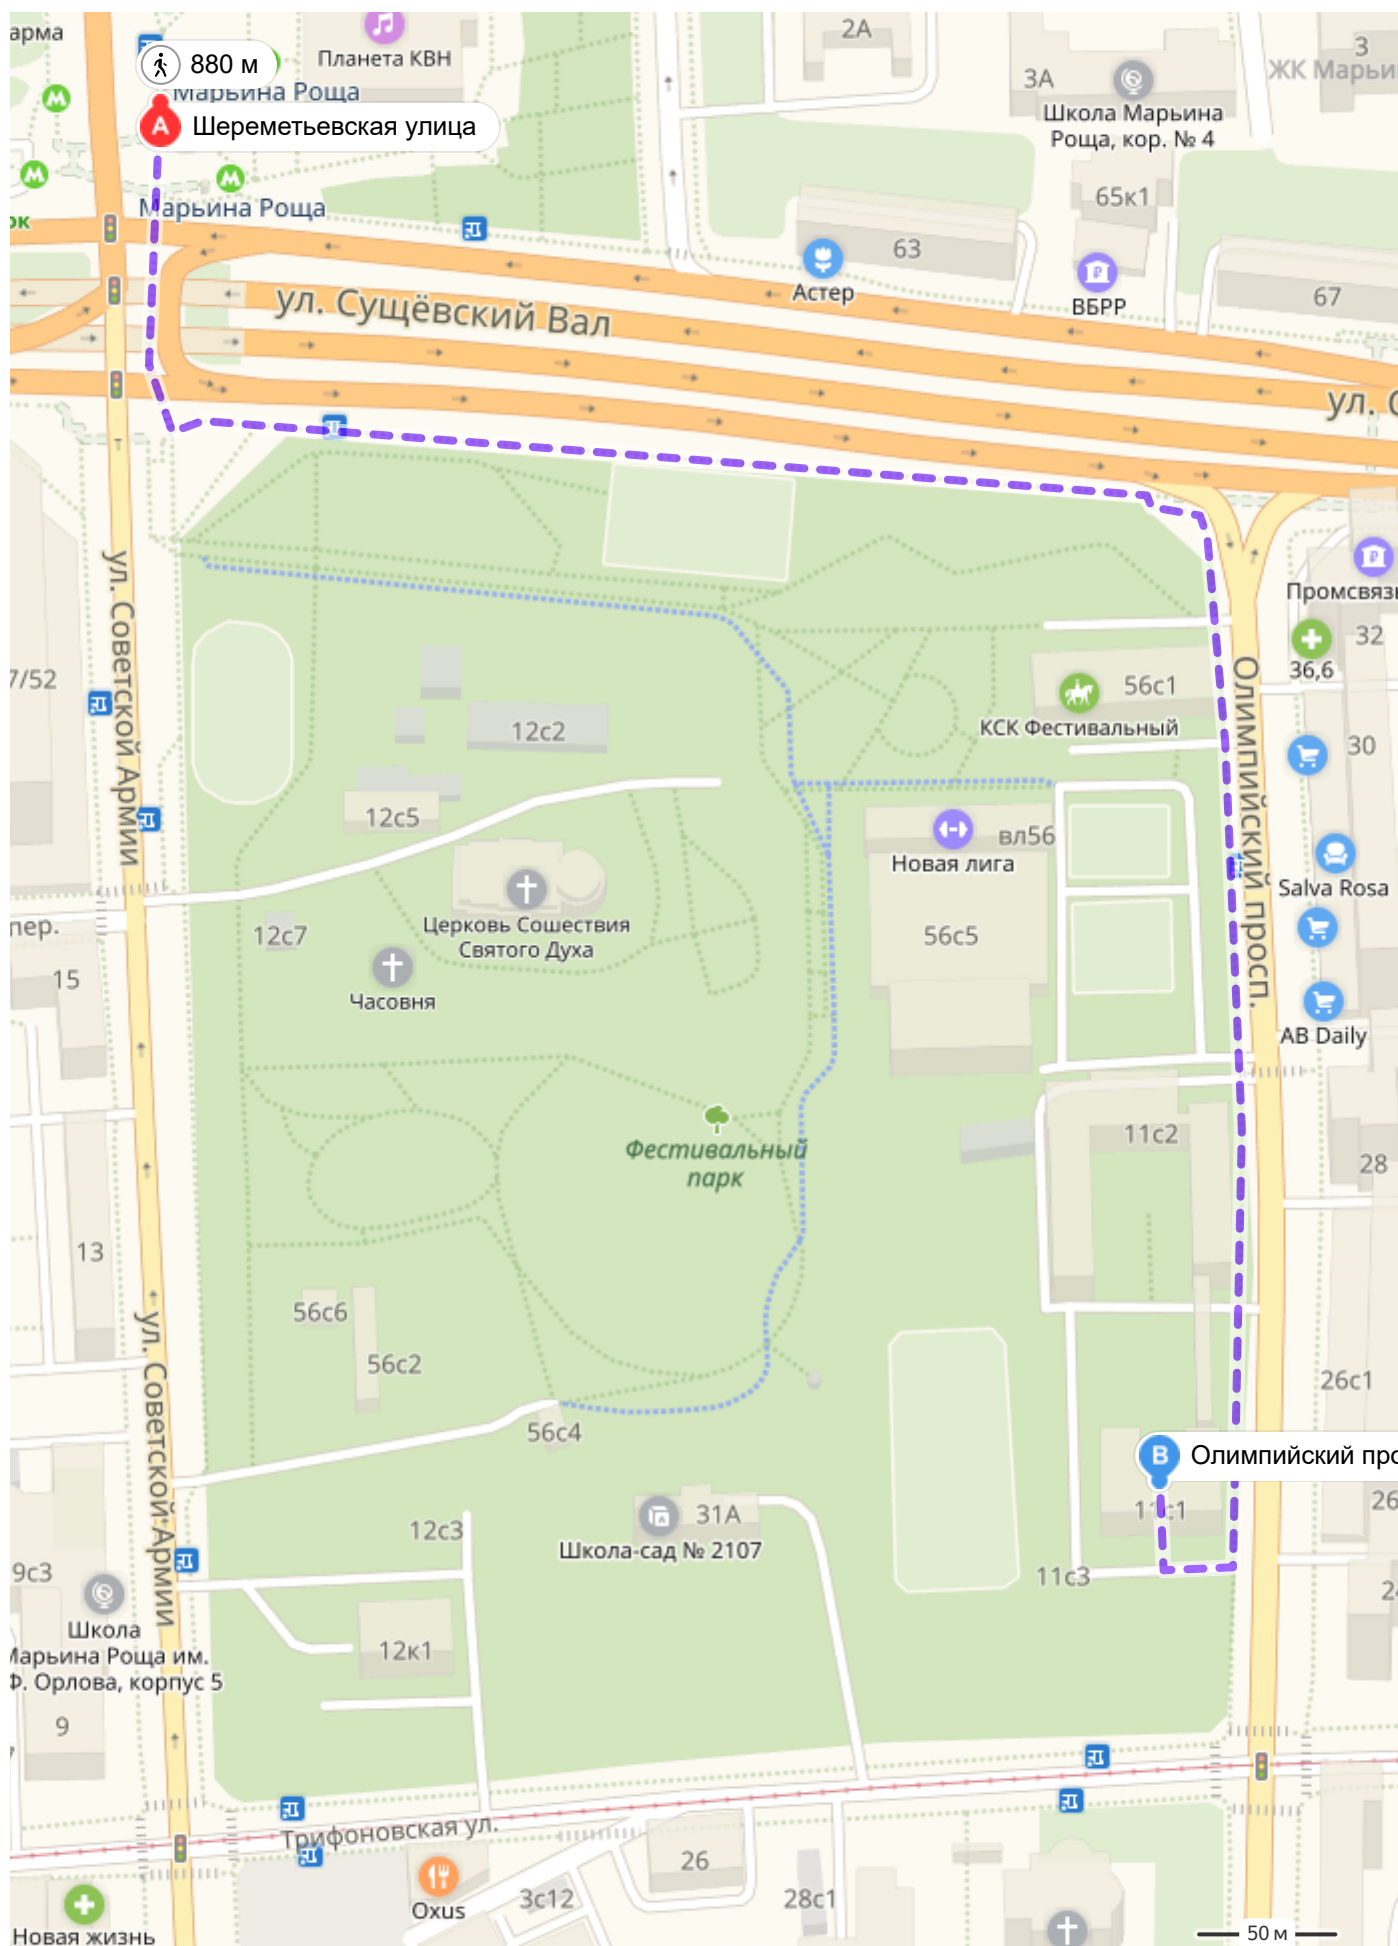 арма
Планета КВН
2А
3
ЖК Марьи
880 м
Марьина Роща
3А
Школа Марьина
Роща, кор. № 4
А
Шереметьевская улица
Марьина Роща
65к1
63
Астер
ВБРР
67
ул. Сущёвский Вал
ул. С
Промсвязь
32
36,6
ул. Советской Армии
7/52
Олимпийский просп.
56с1
КСК Фестивальный
12с2
30
12с5
Новая лига
вл56
Salva Rosa
Церковь Сошествия
Святого Духа
пер.
12с7
56с5
15
Часовня
AB Daily
11с2
Фестивальный
парк
28
13
56с6
56с2
ул. Советской Армии
26с1
56с4
В
Олимпийский про
11с1
26
31А
12с3
Школа-сад № 2107
9с3
11с3
2
Школа
Марьина Роща им.
Ф. Орлова, корпус 5
12к1
9
Трифоновская ул.
26
3с12
28с1
Oxus
Новая жизнь
50 м